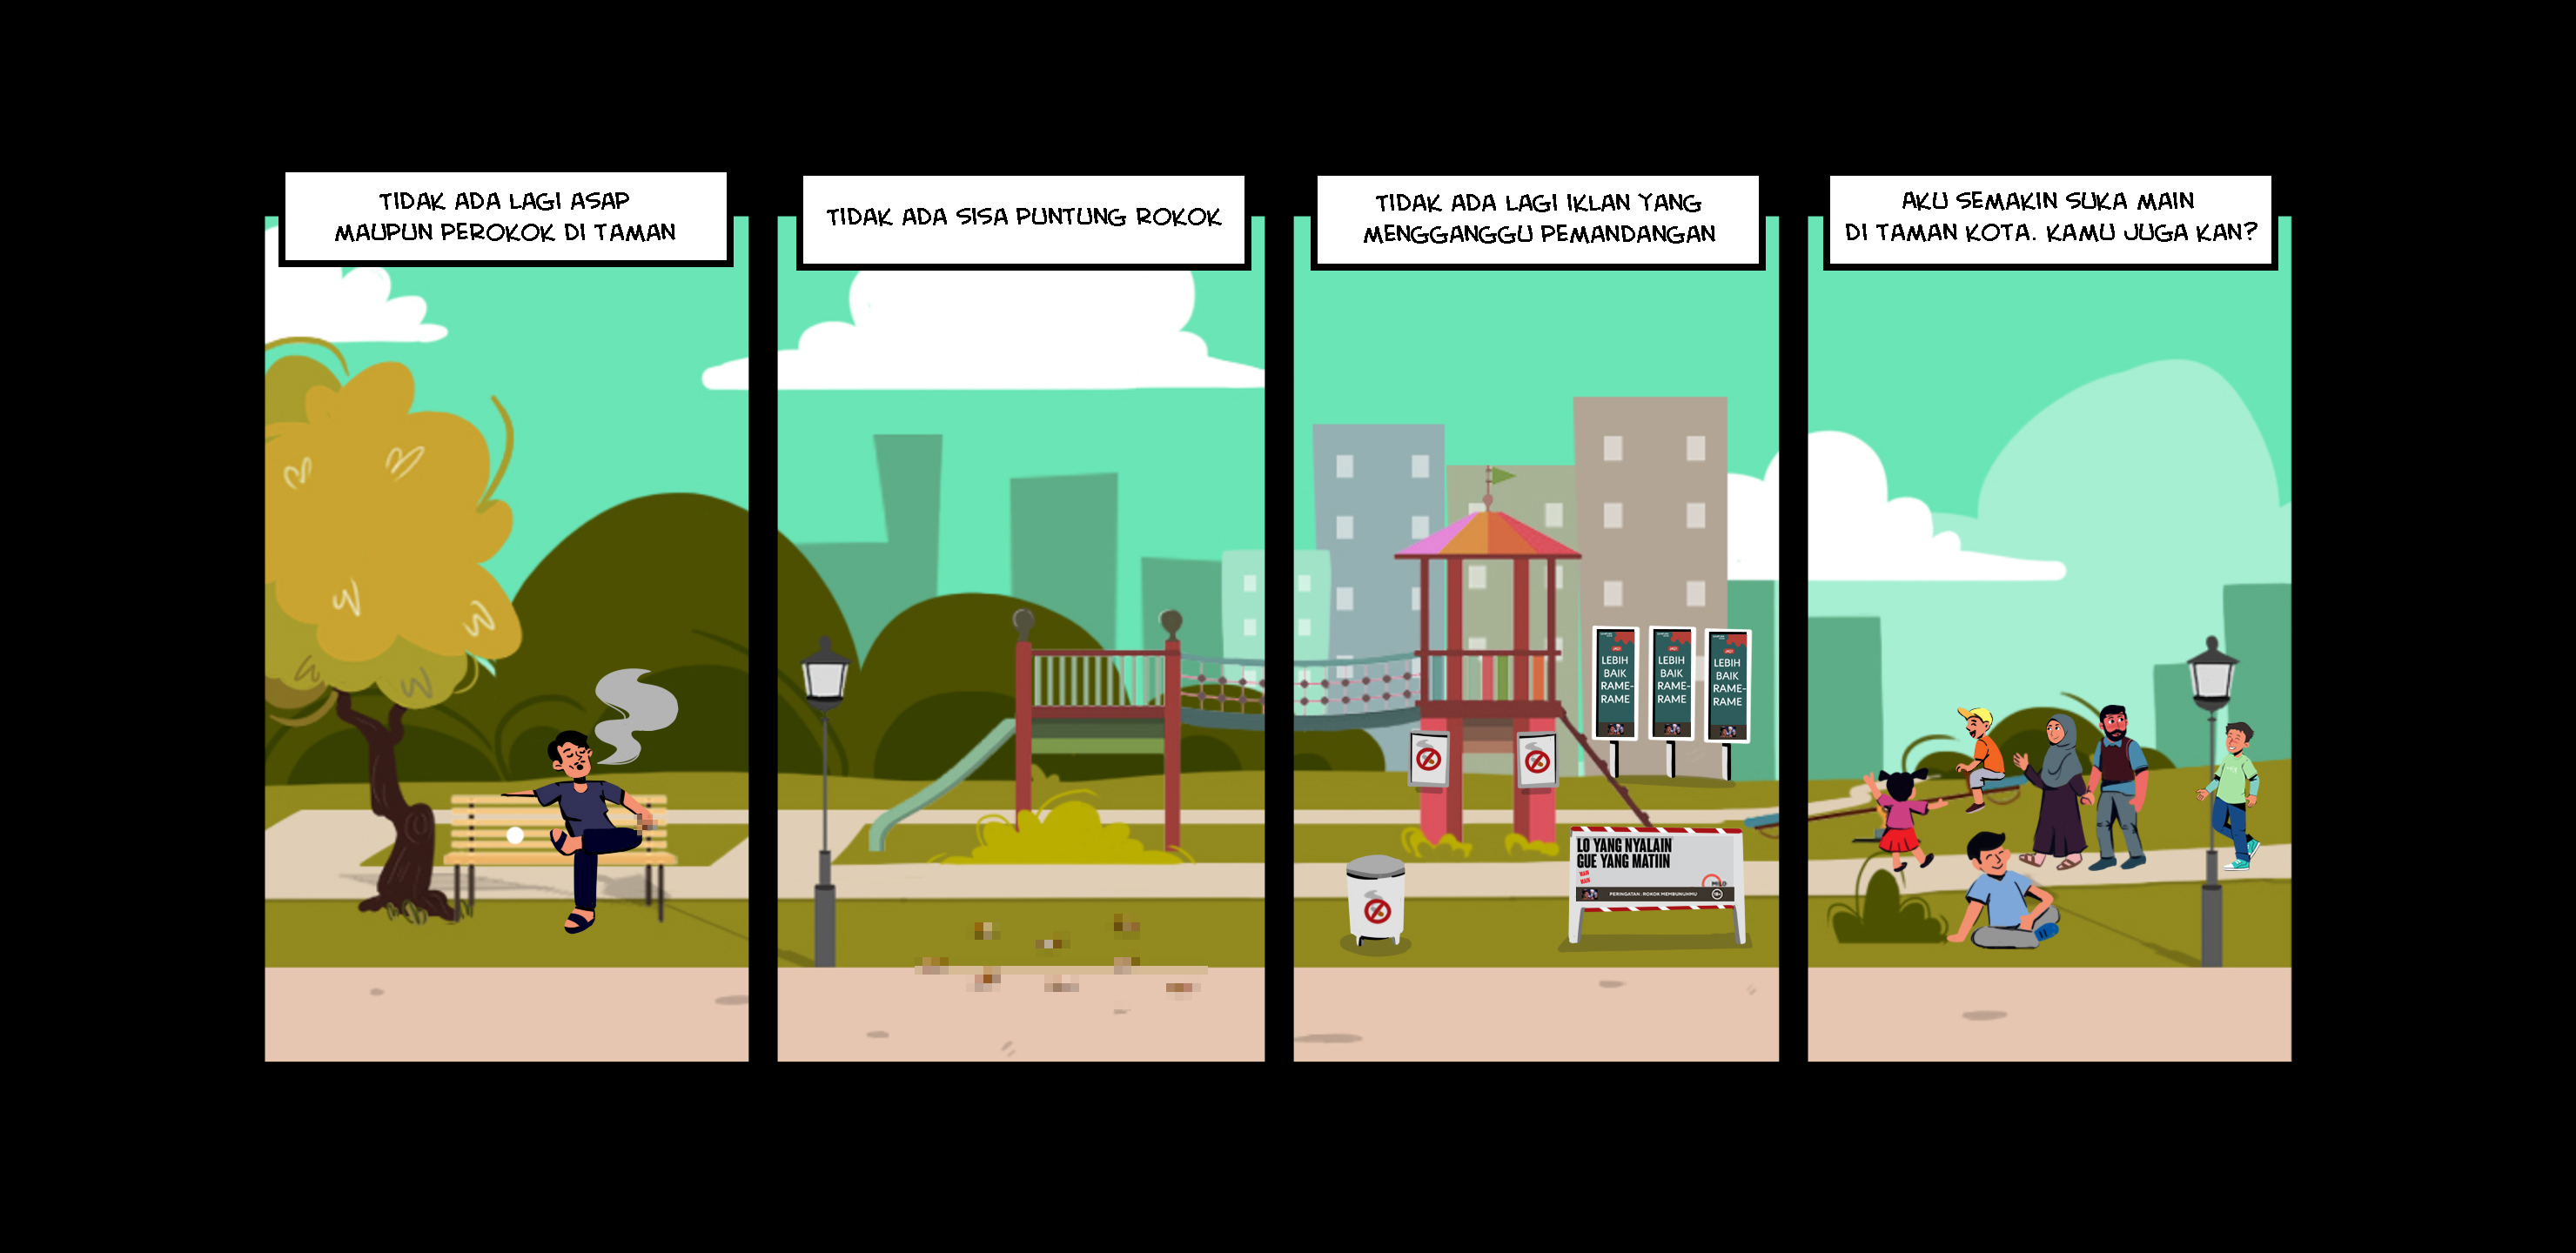 TIDAK ADA LAGI ASAP
MAUPUN PEROKOK DI TAMAN
TIDAK ADA SISA PUNTUNG ROKOK
TIDAK ADA LAGI IKLAN YANG
MENGGANGGU PEMANDANGAN
LEBIH
BAIK
RAME-
RAME
LEBIH
BAIK
RAME-
RAME
LEBIH
BAIK
RAME-
RAME
LO YANG NYALAIN
GUE YANG MATIIN
PERINGATAN: ROKOK MEMBUNUHMU
AKU SEMAKIN SUKA MAIN
DI TAMAN KOTA. KAMU JUGA KAN?